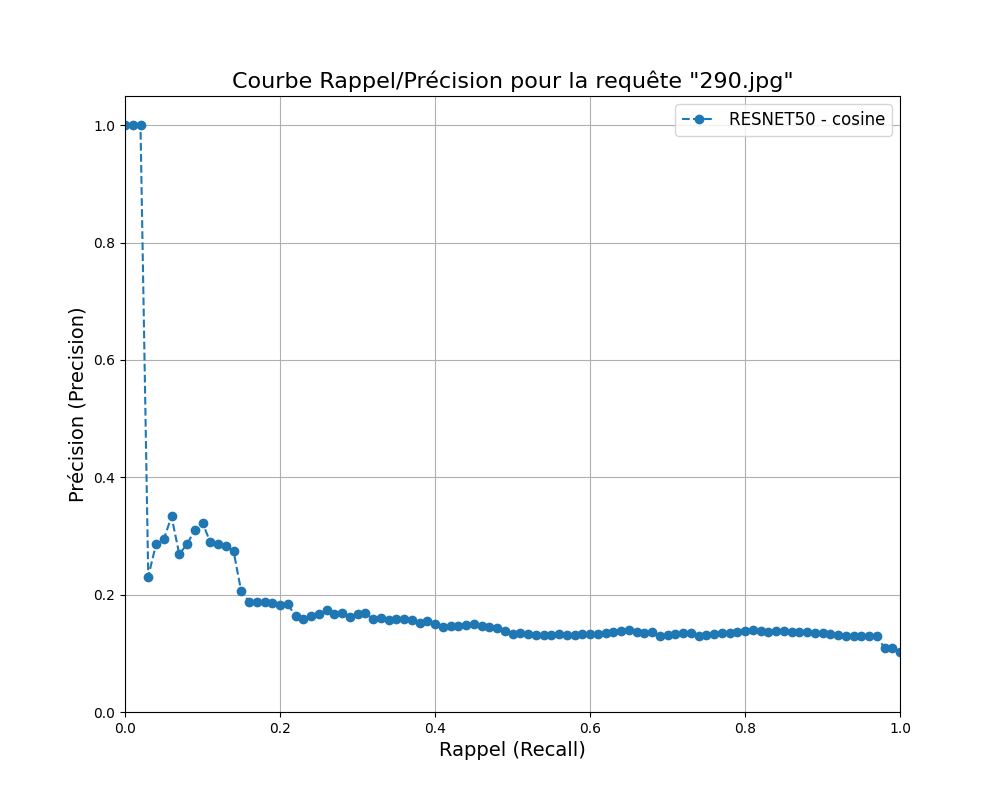 Courbe Rappel/Précision pour la requête "290.jpg"
RESNET50 - cosine
1.0
0.8
0.6
0.4
0.2
0.0
Précision (Precision)
0.0 0.2 0.4 0.6 0.8 1.0
Rappel (Recall)